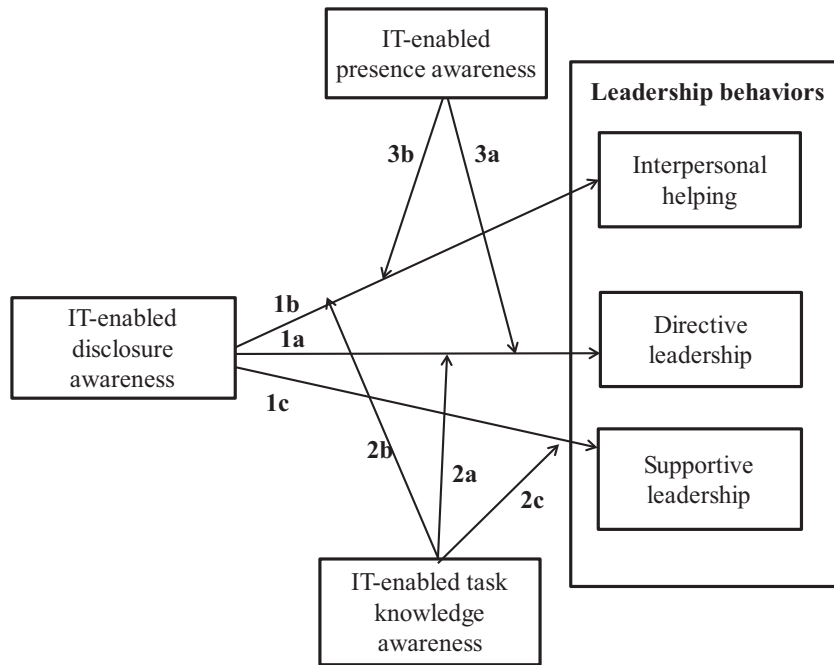 IT-enabled
presence awareness
Leadership behaviors
3b
3a
Interpersonal
helping
IT-enabled
disclosure
awareness
1b
1a
1c
Directive
leadership
2b
2a
2c
Supportive
leadership
IT-enabled task
knowledge
awareness